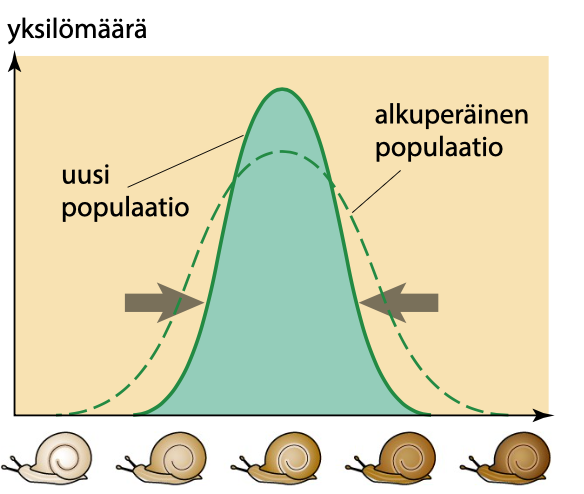 yksilömäärä
alkuperäinen
populaatio
uusi
populaatio